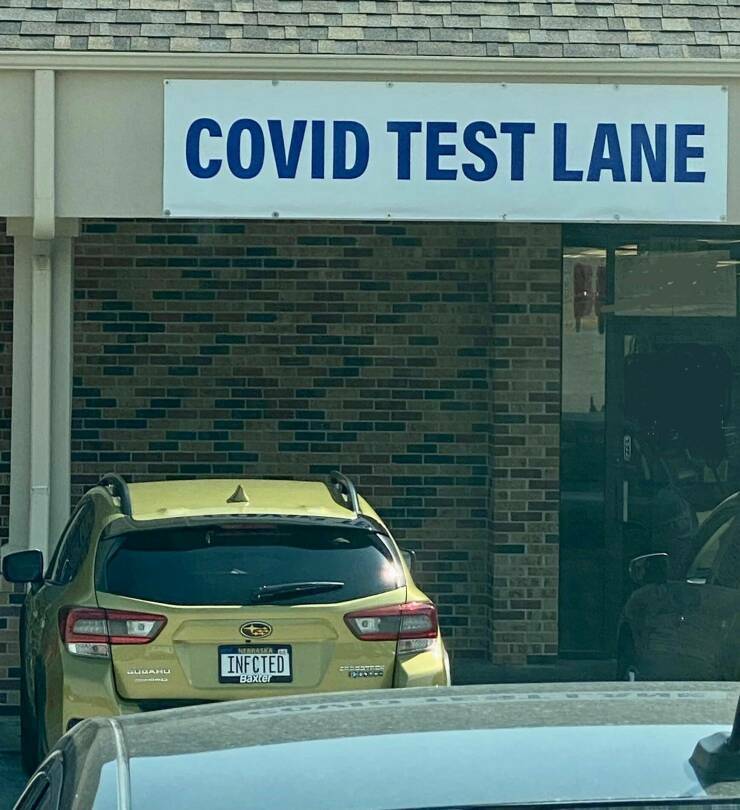 COVID TEST LANE
NEBRASKA
INFCTED
Baxter
SUBARU
CROSSTREK